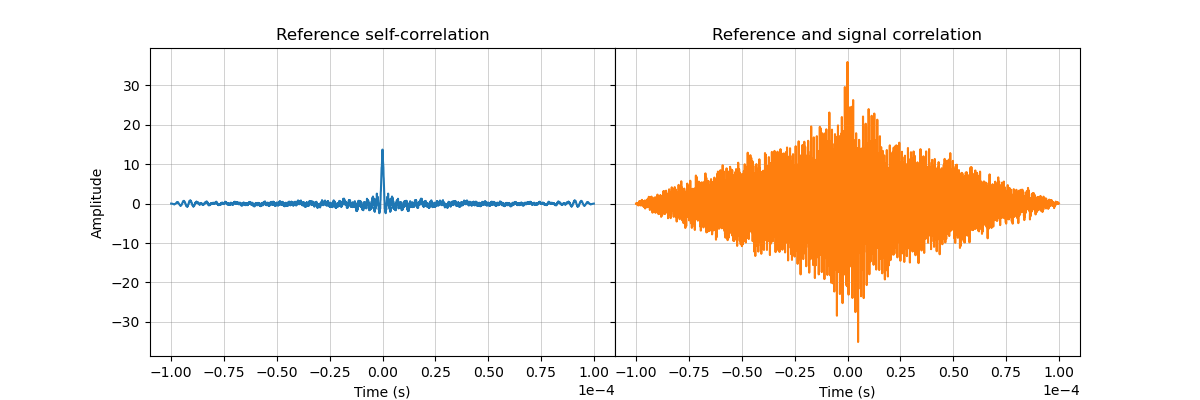 Reference self-correlation
Reference and signal correlation
Amplitude
30
20
10
0
−10
−20
−30
−1.00 −0.75 −0.50 −0.25 0.00 0.25 0.50 0.75 1.00
1e−4
Time (s)
−1.00 −0.75 −0.50 −0.25 0.00 0.25 0.50 0.75 1.00
1e−4
Time (s)